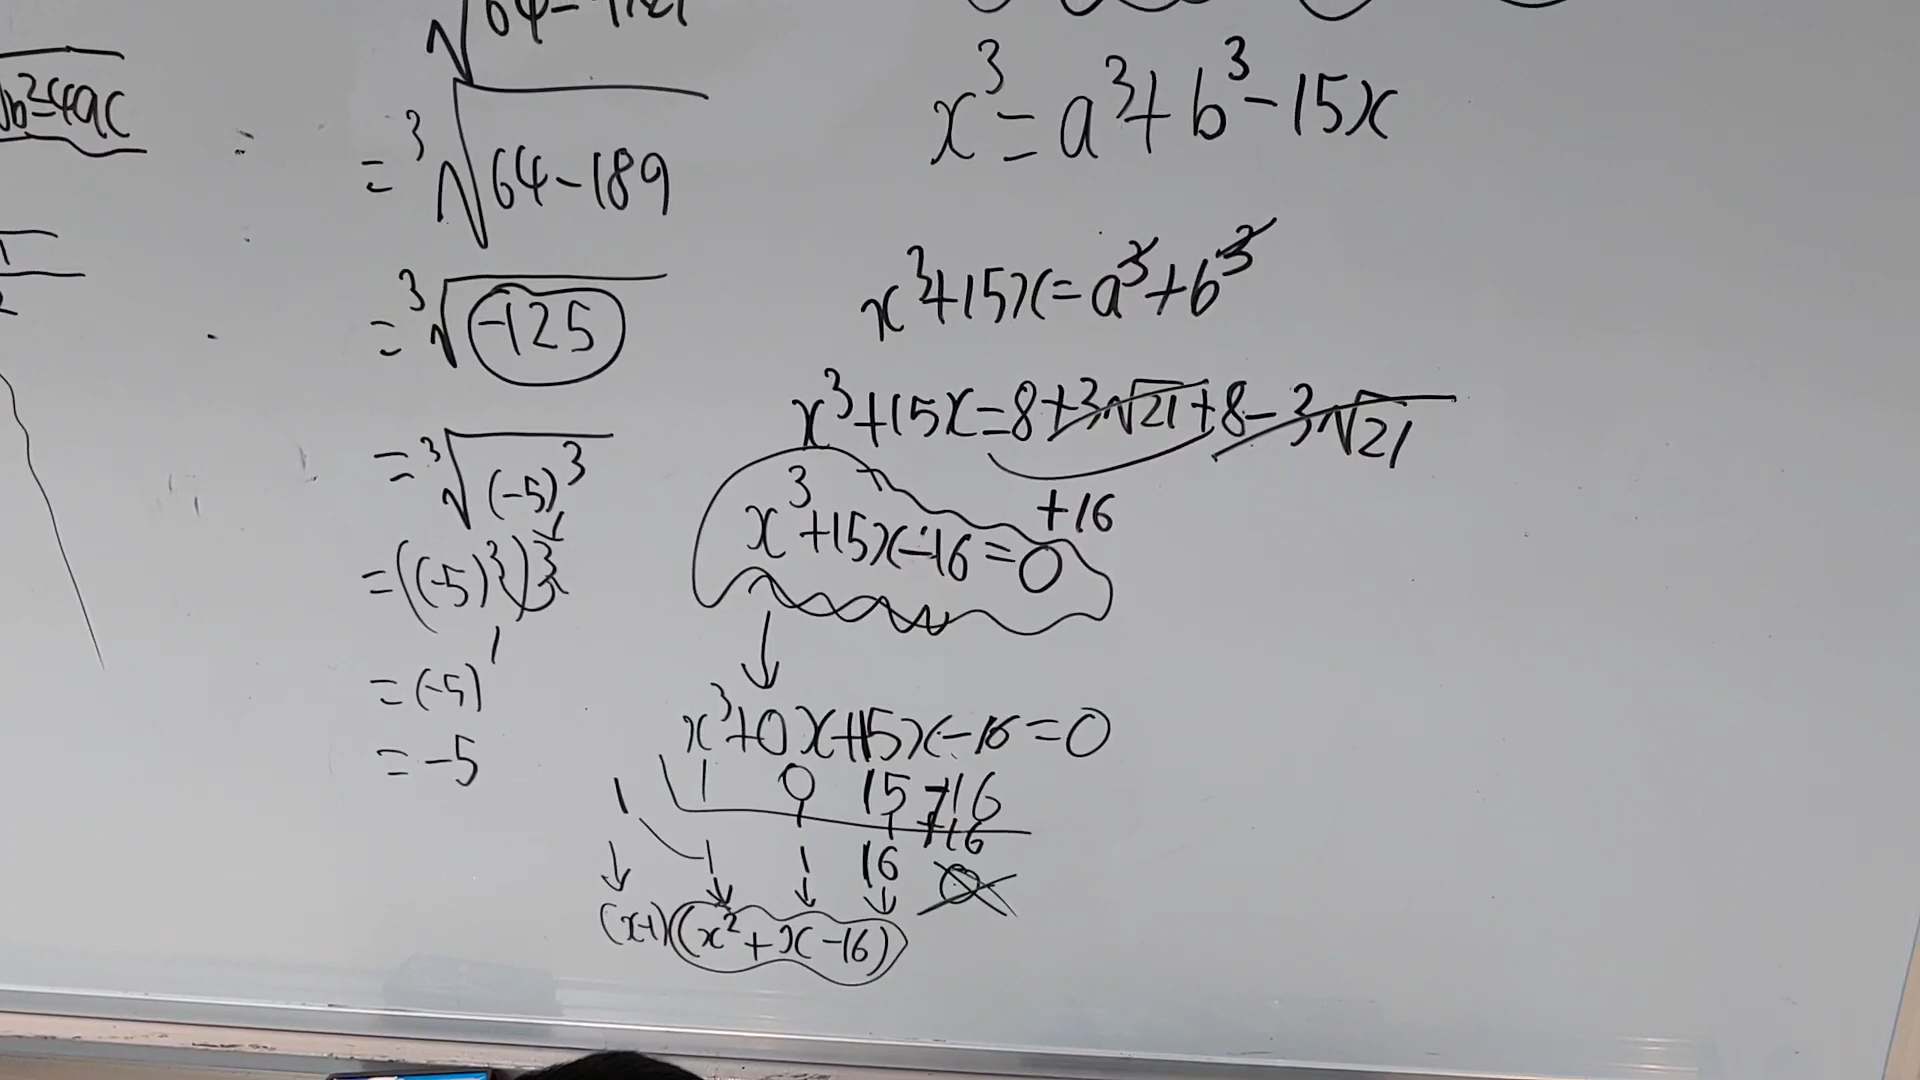 b²-4ac
1
2
√64-
= ³√64-189
= ³√-125
= ³√(-5)³
= ((-5)³)^(1/3)
= (-5)¹
= -5
x³ = a³+b³-15x
x³+15x=a³+b³
x³+15x=8+3√21+8-3√21
+16
x³+15x-16=0
↓
x³+0x+15x-16=0
1 1 0 15 -16
+16
1 1 16 0
(x-1)(x²+x-16)